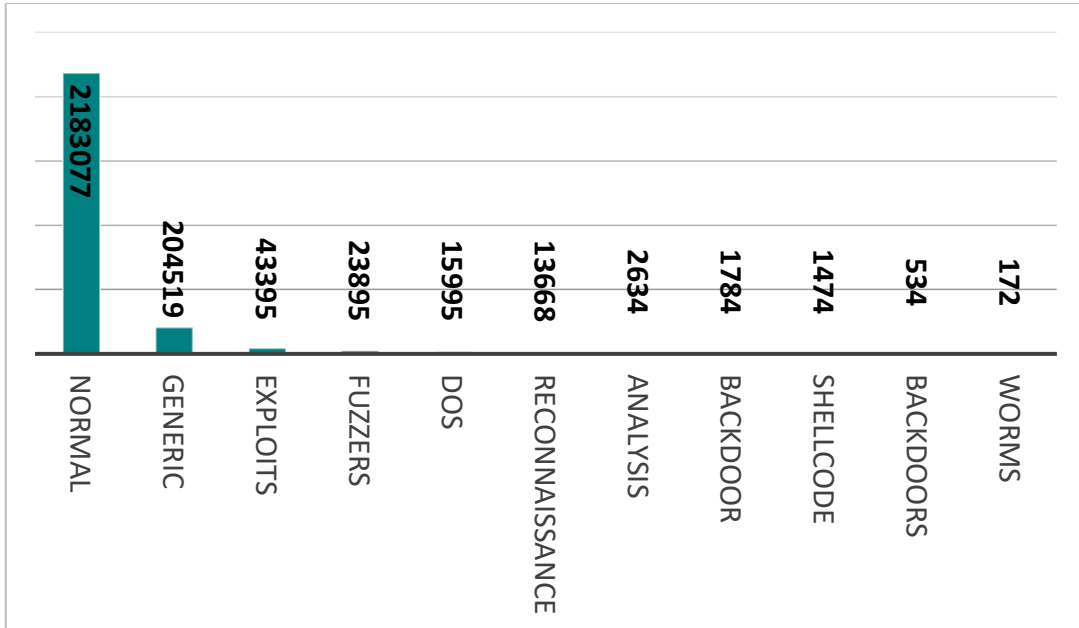 2183077
204519
43395
23895
15995
13668
2634
1784
1474
534
172
NORMAL
GENERIC
EXPLOITS
FUZZERS
DOS
RECONNAISSANCE
ANALYSIS
BACKDOOR
SHELLCODE
BACKDOORS
WORMS